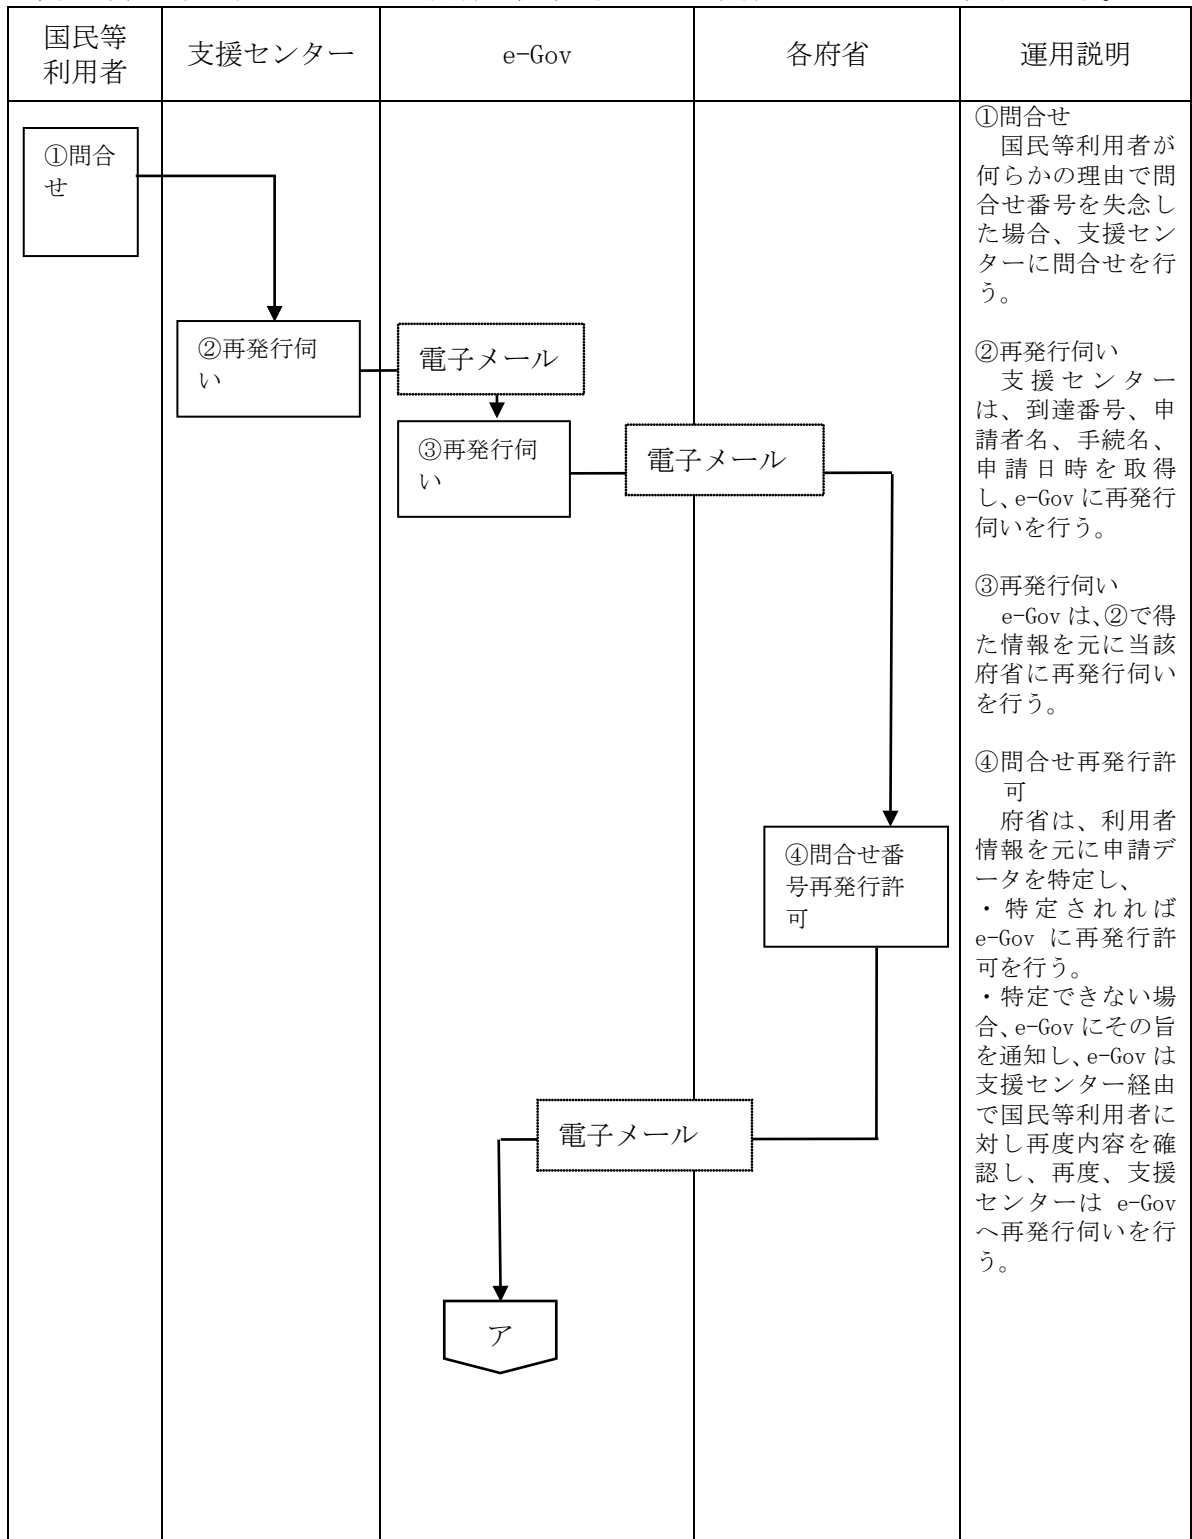 国民等
利用者
支援センター
e-Gov
各府省
運用説明
①問合
せ
②再発行伺
い
電子メール
③再発行伺
い
電子メール
④問合せ番
号再発行許
可
電子メール
ア
①問合せ
国民等利用者が
何らかの理由で問
合せ番号を失念し
た場合、支援セン
ターに問合せを行
う。
②再発行伺い
支援センター
は、到達番号、申
請者名、手続名、
申請日時を取得
し、e-Gov に再発行
伺いを行う。
③再発行伺い
e-Gov は、②で得
た情報を元に当該
府省に再発行伺い
を行う。
④問合せ再発行許
可
府省は、利用者
情報を元に申請デ
ータを特定し、
・特定されれば
e-Gov に再発行許
可を行う。
・特定できない場
合、e-Gov にその旨
を通知し、e-Gov は
支援センター経由
で国民等利用者に
対し再度内容を確
認し、再度、支援
センターは e-Gov
へ再発行伺いを行
う。